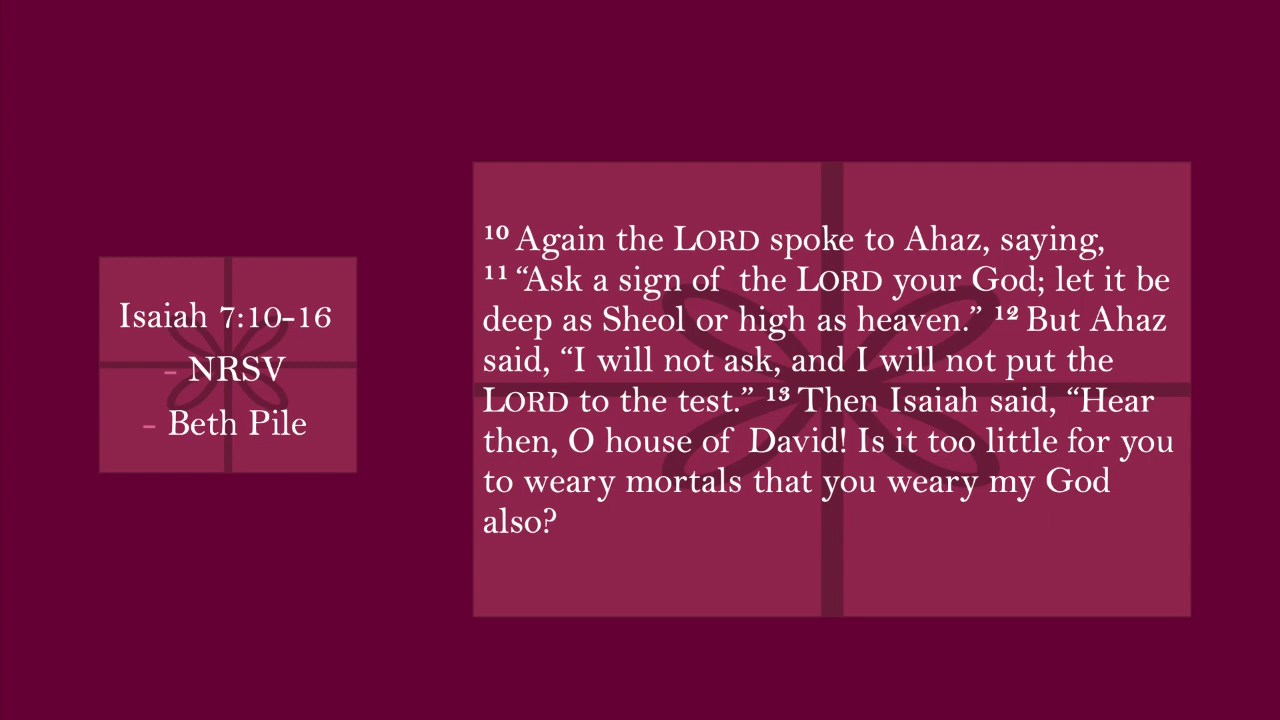 Isaiah 7:10-16
- NRSV
- Beth Pile
10 Again the LORD spoke to Ahaz, saying,
11 “Ask a sign of the LORD your God; let it be
deep as Sheol or high as heaven.” 12 But Ahaz
said, “I will not ask, and I will not put the
LORD to the test.” 13 Then Isaiah said, “Hear
then, O house of David! Is it too little for you
to weary mortals that you weary my God
also?